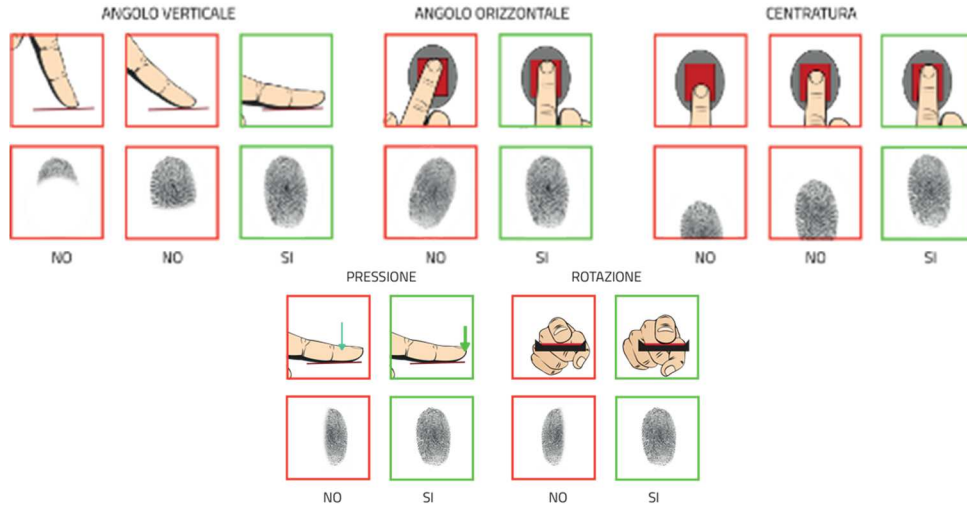 ANGOLO VERTICALE
ANGOLO ORIZZONTALE
CENTRATURA
NO NO SI
NO SI
NO NO SI
PRESSIONE
ROTAZIONE
NO SI
NO SI